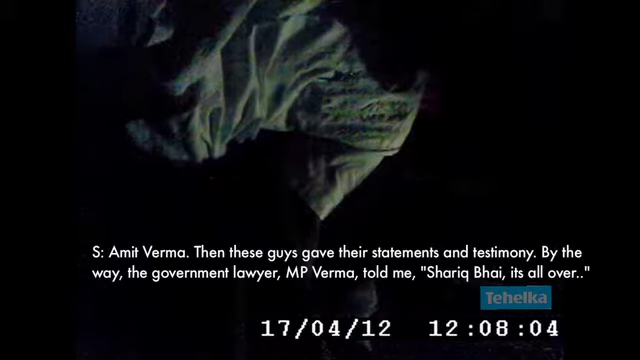 S: Amit Verma. Then these guys gave their statements and testimony. By the
way, the government lawyer, MP Verma, told me, "Shariq Bhai, its all over.."
Tehelka
17/04/12 12:08:04